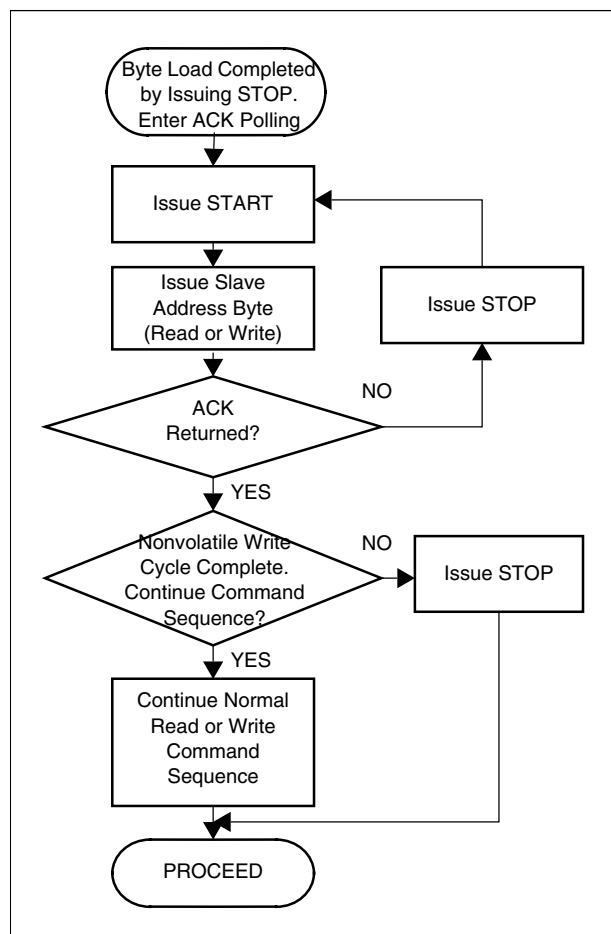 Byte Load Completed
by Issuing STOP.
Enter ACK Polling
Issue START
Issue Slave
Address Byte
(Read or Write)
Issue STOP
ACK
Returned?
NO
YES
Nonvolatile Write
Cycle Complete.
Continue Command
Sequence?
NO
Issue STOP
YES
Continue Normal
Read or Write
Command
Sequence
PROCEED